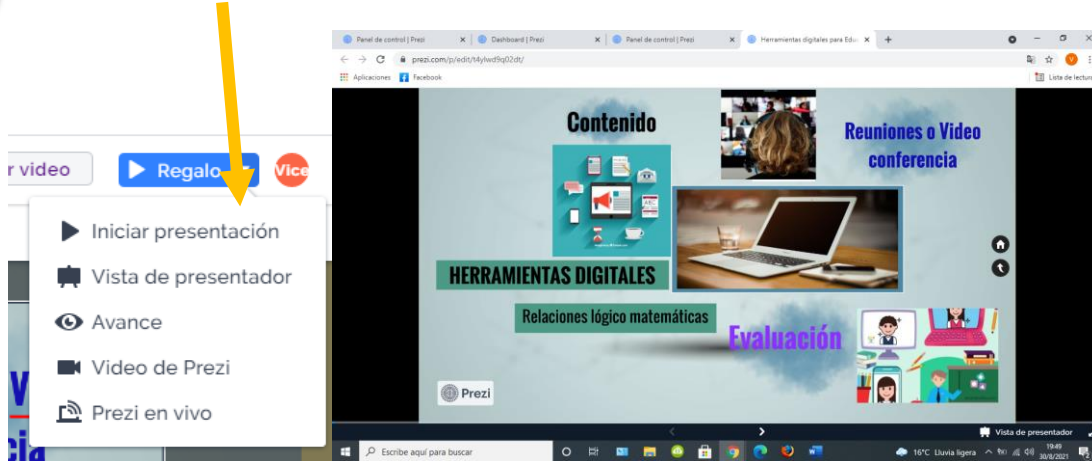 r video
Regalo
Vice
Iniciar presentación
Vista de presentador
Avance
Video de Prezi
Prezi en vivo
V
cia
Panel de control | Prezi
Dashboard | Prezi
Panel de control | Prezi
Herramientas digitales para Edu
prezi.com/p/edit/t4ylwd9q02dt/
V
Aplicaciones
Facebook
Lista de lectura
Contenido
Reuniones o Video
conferencia
ABC
HERRAMIENTAS DIGITALES
Relaciones lógico matemáticas
Evaluación
Prezi
Vista de presentador
Escribe aquí para buscar
16°C Lluvia ligera
19:49
30/8/2021